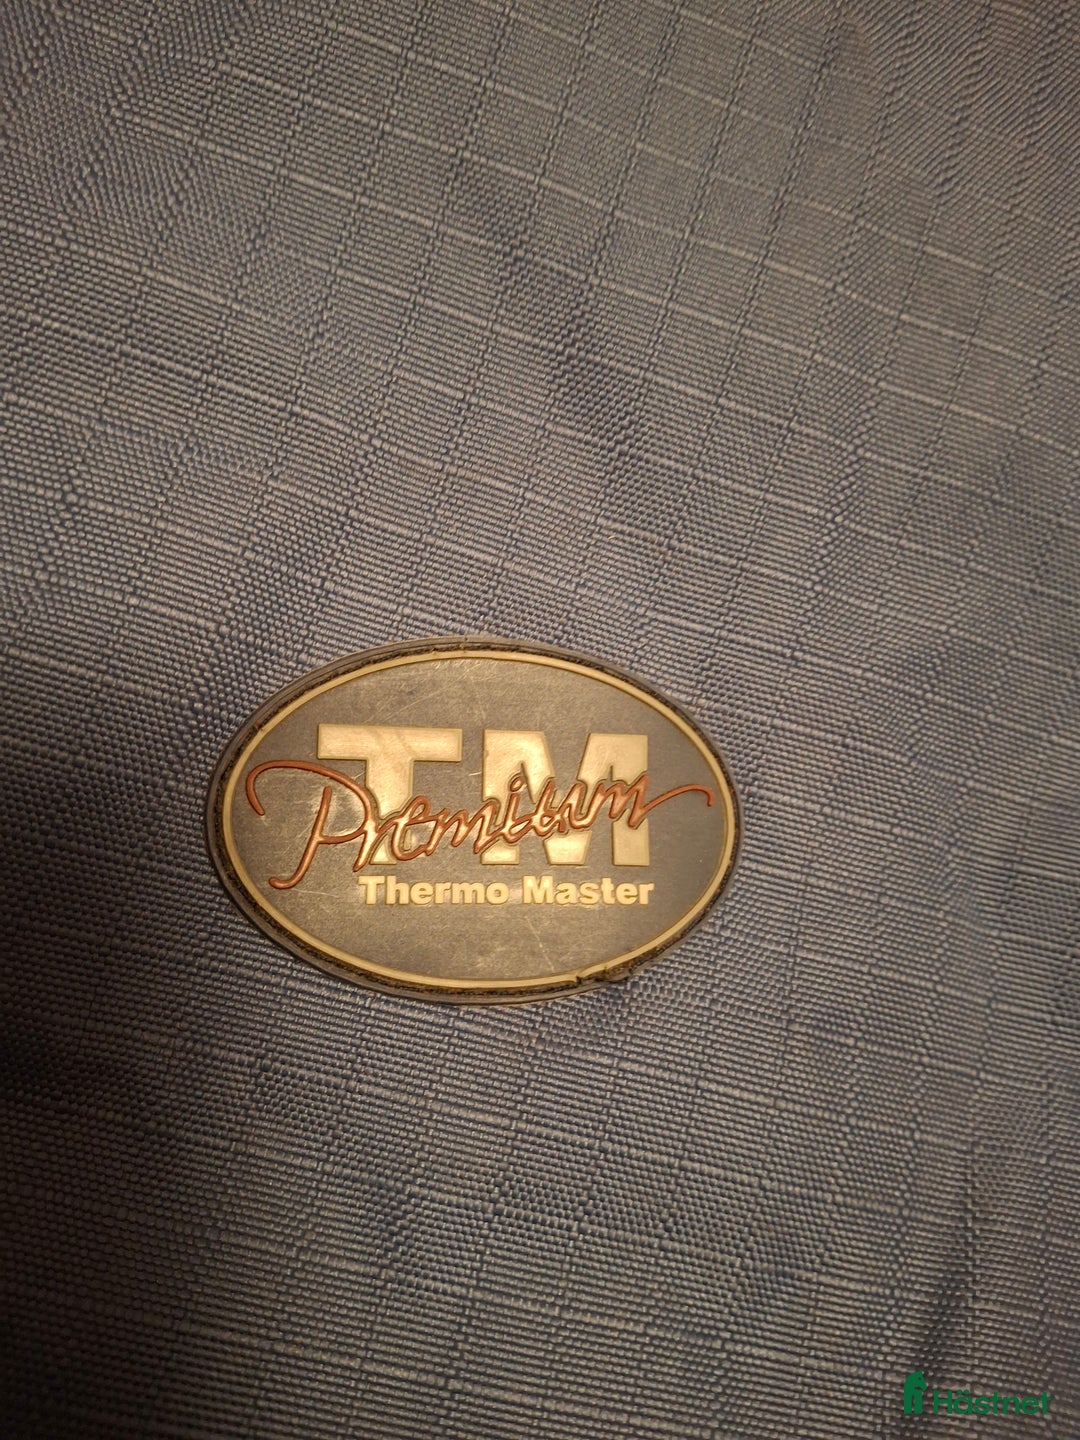 TM
Premium
Thermo Master
Hästnet